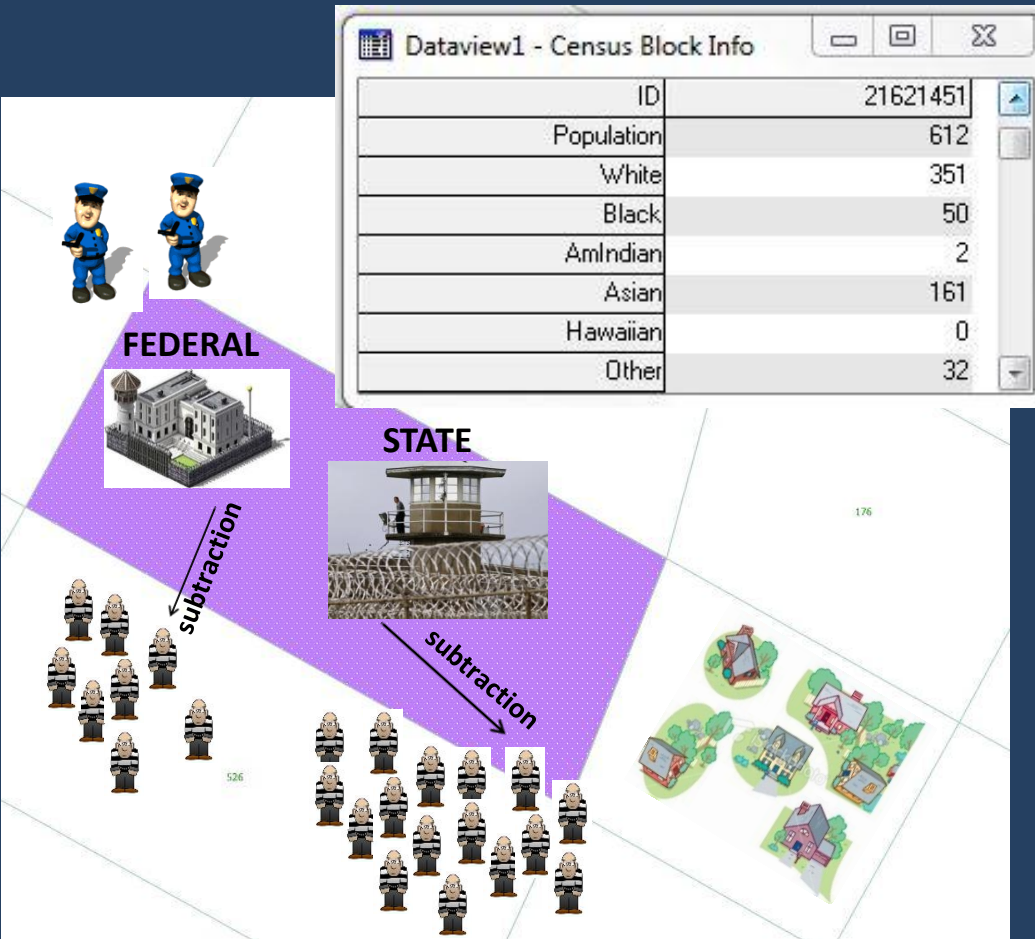 Dataview1 - Census Block Info
ID 21621451
Population 612
White 351
Black 50
AmIndian 2
Asian 161
Hawaiian 0
Other 32
FEDERAL
STATE
subtraction
subtraction
176
526